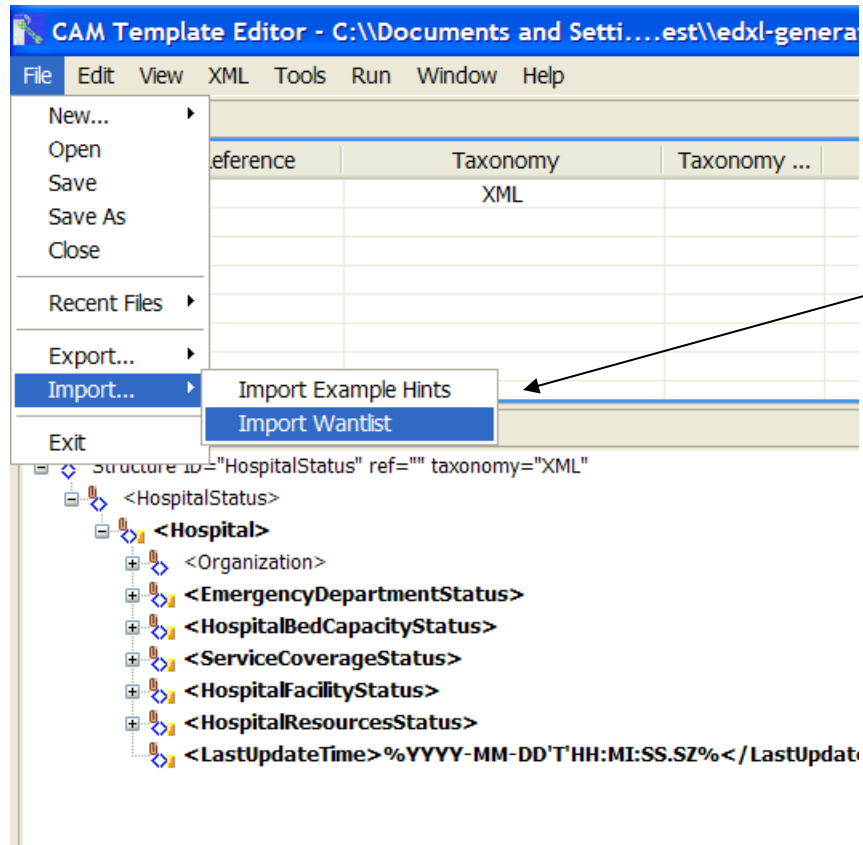 CAM Template Editor - C:\\Documents and Setti....est\\edxl-genera
File Edit View XML Tools Run Window Help
New...
Open
Save
Save As
Close
Recent Files
Export...
Import...
Exit
Import Example Hints
Import Wantlist
eference Taxonomy Taxonomy ...
XML
Structure ID="HospitalStatus" ref="" taxonomy="XML"
<HospitalStatus>
<Hospital>
<Organization>
<EmergencyDepartmentStatus>
<HospitalBedCapacityStatus>
<ServiceCoverageStatus>
<HospitalFacilityStatus>
<HospitalResourcesStatus>
<LastUpdateTime>%YYYY-MM-DD'T'HH:MI:SS.SZ%</LastUpdate